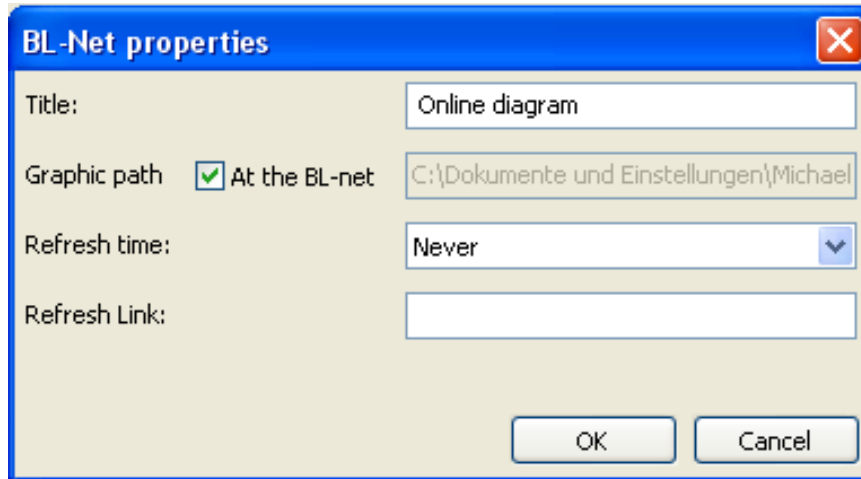 BL-Net properties
Title: Online diagram
Graphic path At the BL-net C:\Dokumente und Einstellungen\Michael
Refresh time: Never
Refresh Link:
OK Cancel